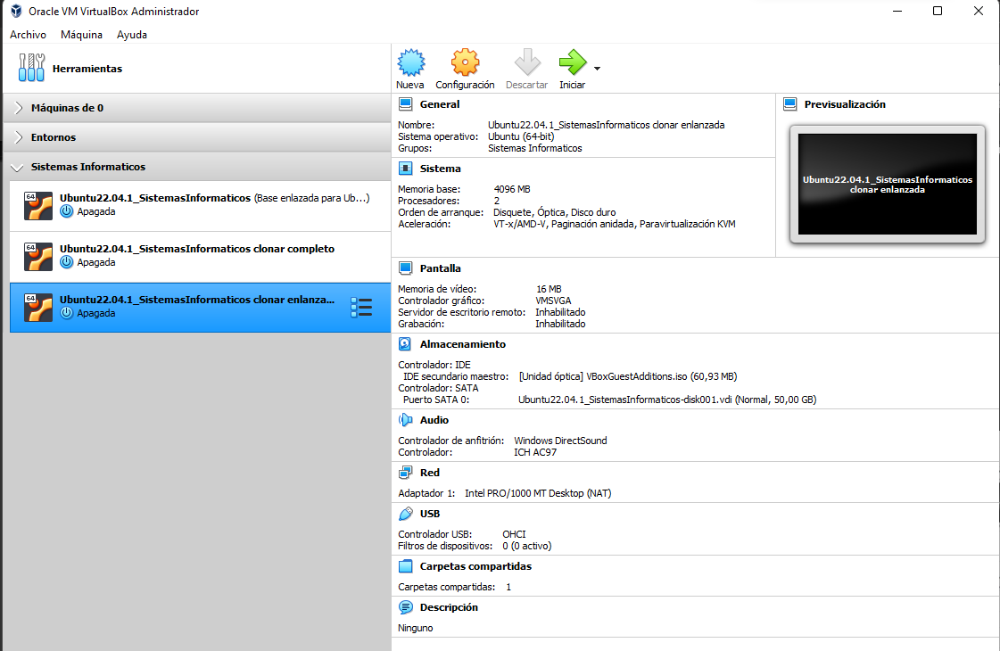 Oracle VM VirtualBox Administrador
Archivo Máquina Ayuda
Herramientas
Nueva Configuración Descartar Iniciar
Máquinas de 0
Entornos
Sistemas Informaticos
64
Ubuntu22.04.1_SistemasInformaticos (Base enlazada para Ub...)
Apagada
64
Ubuntu22.04.1_SistemasInformaticos clonar completo
Apagada
64
Ubuntu22.04.1_SistemasInformaticos clonar enlanza...
Apagada
General
Nombre: Ubuntu22.04.1_SistemasInformaticos clonar enlanzada
Sistema operativo: Ubuntu (64-bit)
Grupos: Sistemas Informaticos
Previsualización
Ubuntu22.04.1_SistemasInformaticos
clonar enlanzada
Sistema
Memoria base: 4096 MB
Procesadores: 2
Orden de arranque: Disquete, Óptica, Disco duro
Aceleración: VT-x/AMD-V, Paginación anidada, Paravirtualización KVM
Pantalla
Memoria de vídeo: 16 MB
Controlador gráfico: VMSVGA
Servidor de escritorio remoto: Inhabilitado
Grabación: Inhabilitado
Almacenamiento
Controlador: IDE
IDE secundario maestro: [Unidad óptica] VBoxGuestAdditions.iso (60,93 MB)
Controlador: SATA
Puerto SATA 0: Ubuntu22.04.1_SistemasInformaticos-disk001.vdi (Normal, 50,00 GB)
Audio
Controlador de anfitrión: Windows DirectSound
Controlador: ICH AC97
Red
Adaptador 1: Intel PRO/1000 MT Desktop (NAT)
USB
Controlador USB: OHCI
Filtros de dispositivos: 0 (0 activo)
Carpetas compartidas
Carpetas compartidas: 1
Descripción
Ninguno